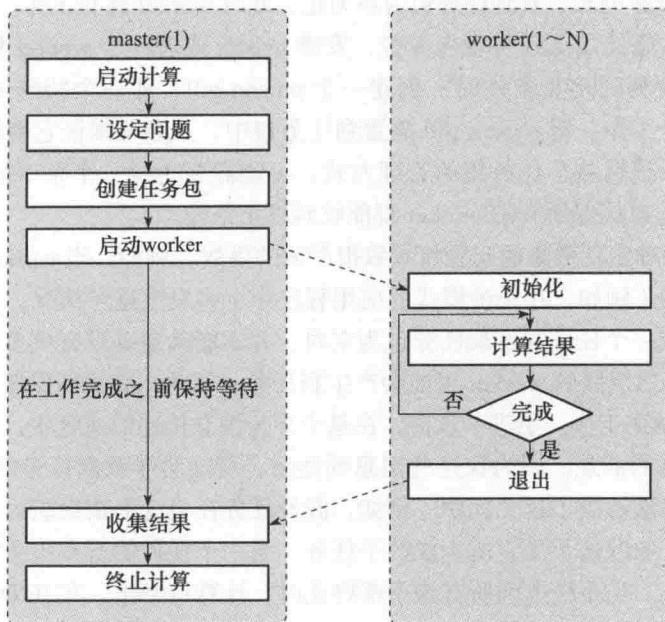 master(1)
启动计算
设定问题
创建任务包
启动worker
在工作完成之 前保持等待
收集结果
终止计算
worker(1～N)
初始化
计算结果
否
完成
是
退出